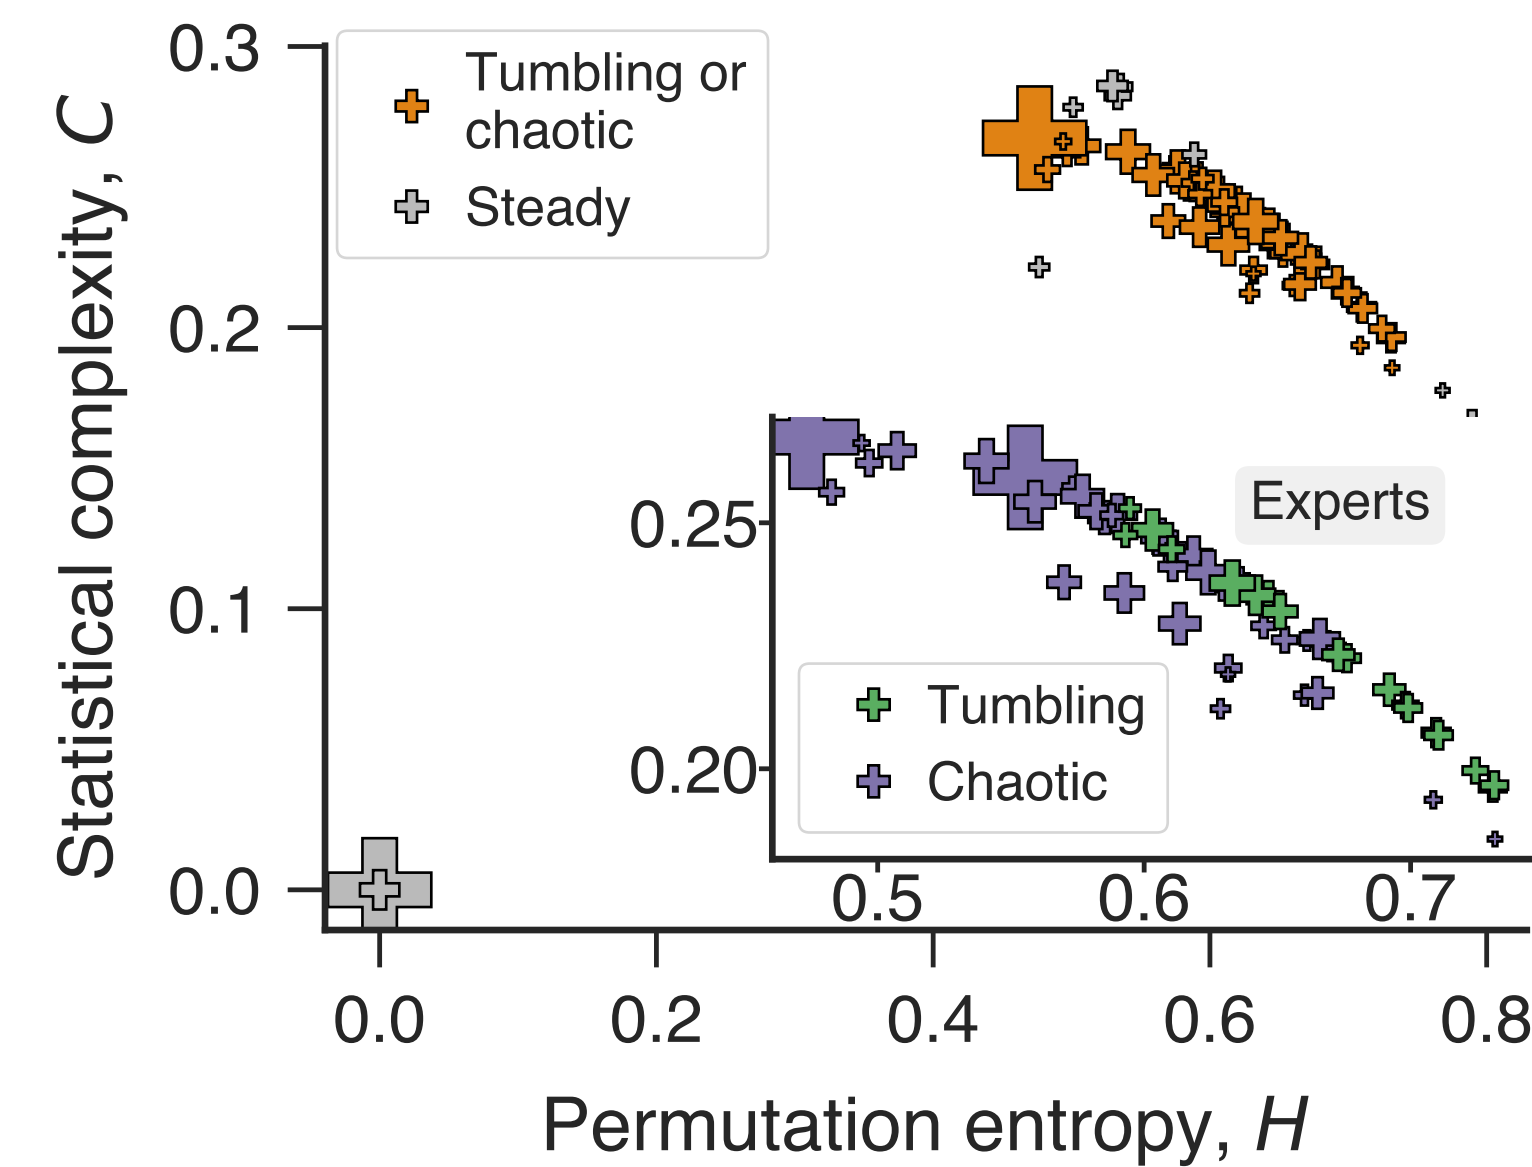 0.3
0.2
0.1
0.0
Statistical complexity, C
Tumbling or
chaotic
Steady
Experts
0.25
0.20
Tumbling
Chaotic
0.5 0.6 0.7
0.0 0.2 0.4 0.6 0.8
Permutation entropy, H